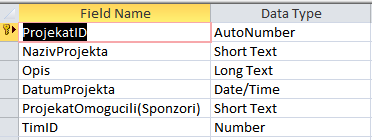 Field Name Data Type
ProjekatID AutoNumber
NazivProjekta Short Text
Opis Long Text
DatumProjekta Date/Time
ProjekatOmogucili(Sponzori) Short Text
TimID Number